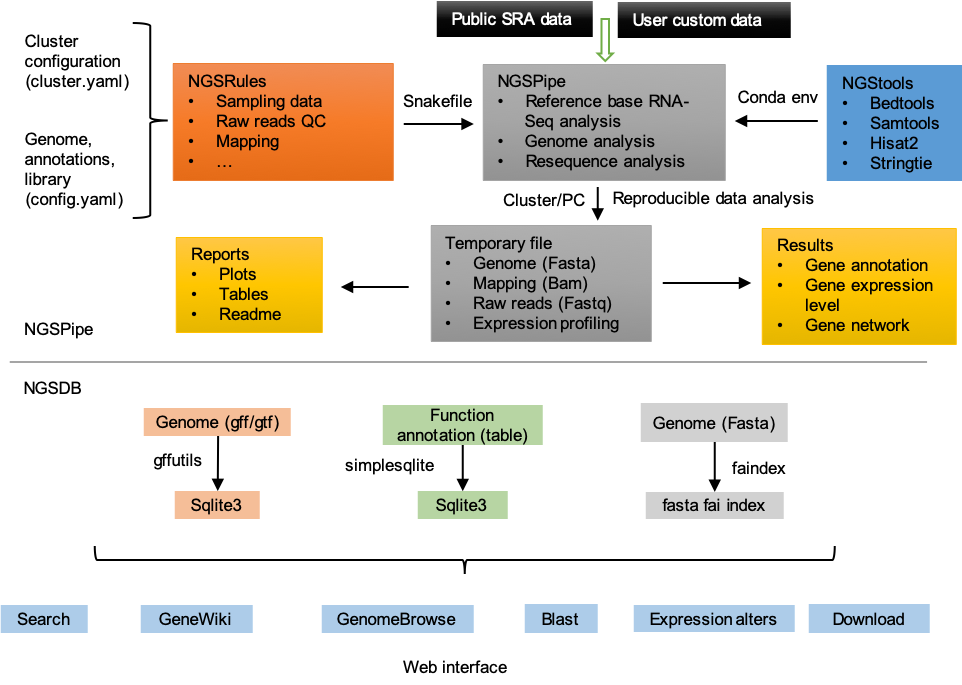 Public SRA data
User custom data
Cluster
configuration
(cluster.yaml)
Genome,
annotations,
library
(config.yaml)
NGSRules
• Sampling data
• Raw reads QC
• Mapping
• …
Snakefile
NGSPipe
• Reference base RNA-
Seq analysis
• Genome analysis
• Resequence analysis
Conda env
NGStools
• Bedtools
• Samtools
• Hisat2
• Stringtie
Cluster/PC
Reproducible data analysis
Reports
• Plots
• Tables
• Readme
Temporary file
• Genome (Fasta)
• Mapping (Bam)
• Raw reads (Fastq)
• Expression profiling
Results
• Gene annotation
• Gene expression
level
• Gene network
NGSPipe
NGSDB
Genome (gff/gtf)
gffutils
Sqlite3
Function
annotation (table)
simplesqlite
Sqlite3
Genome (Fasta)
faindex
fasta fai index
Search
GeneWiki
GenomeBrowse
Blast
Expression alters
Download
Web interface